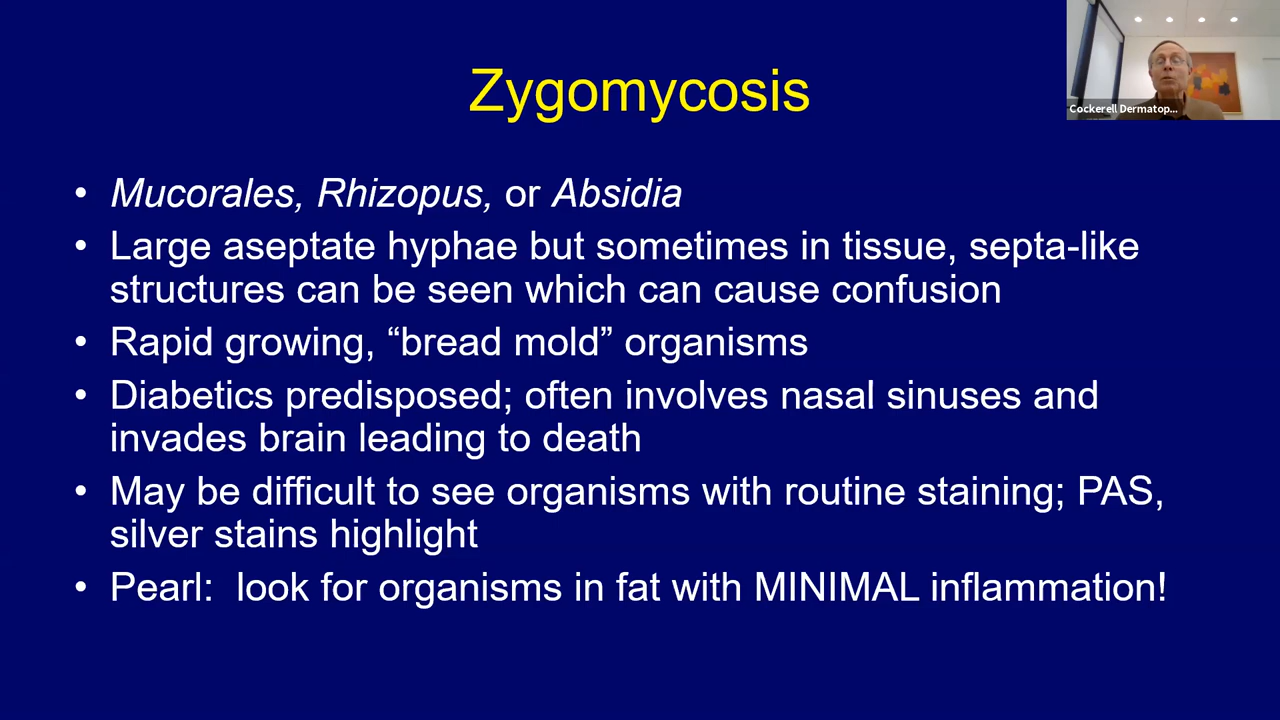 Zygomycosis
Cockerell Dermatop...
• Mucorales, Rhizopus, or Absidia
• Large aseptate hyphae but sometimes in tissue, septa-like
structures can be seen which can cause confusion
• Rapid growing, “bread mold” organisms
• Diabetics predisposed; often involves nasal sinuses and
invades brain leading to death
• May be difficult to see organisms with routine staining; PAS,
silver stains highlight
• Pearl:  look for organisms in fat with MINIMAL inflammation!